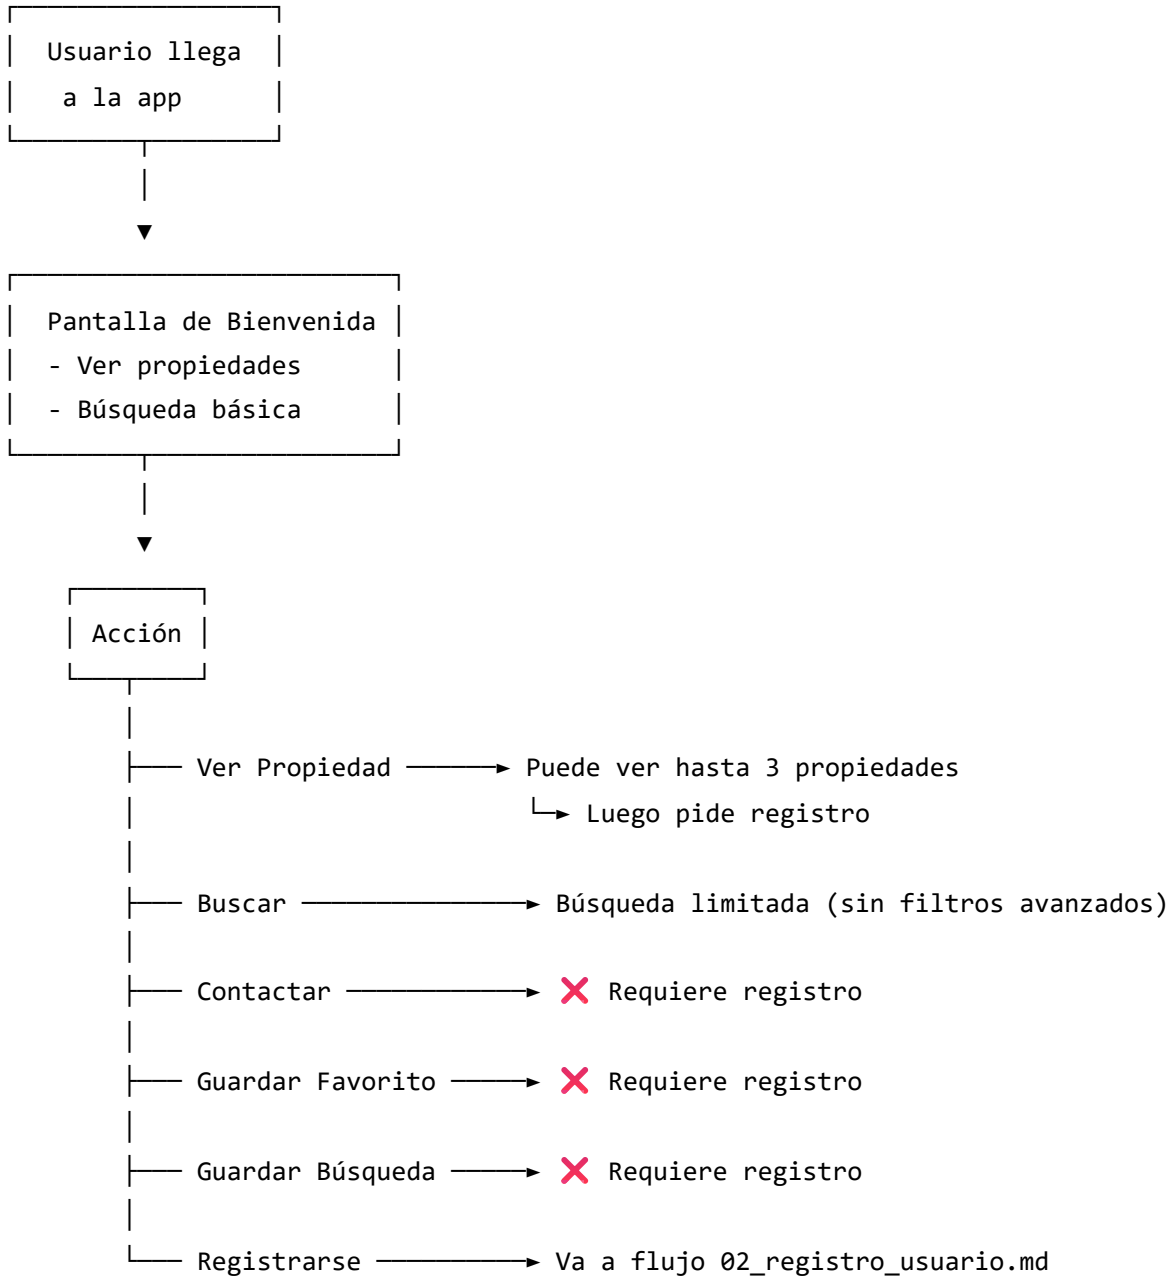 Usuario llega
a la app
Pantalla de Bienvenida
- Ver propiedades
- Búsqueda básica
Acción
Ver Propiedad Puede ver hasta 3 propiedades
Luego pide registro
Buscar Búsqueda limitada (sin filtros avanzados)
Contactar ❌ Requiere registro
Guardar Favorito ❌ Requiere registro
Guardar Búsqueda ❌ Requiere registro
Registrarse Va a flujo 02_registro_usuario.md